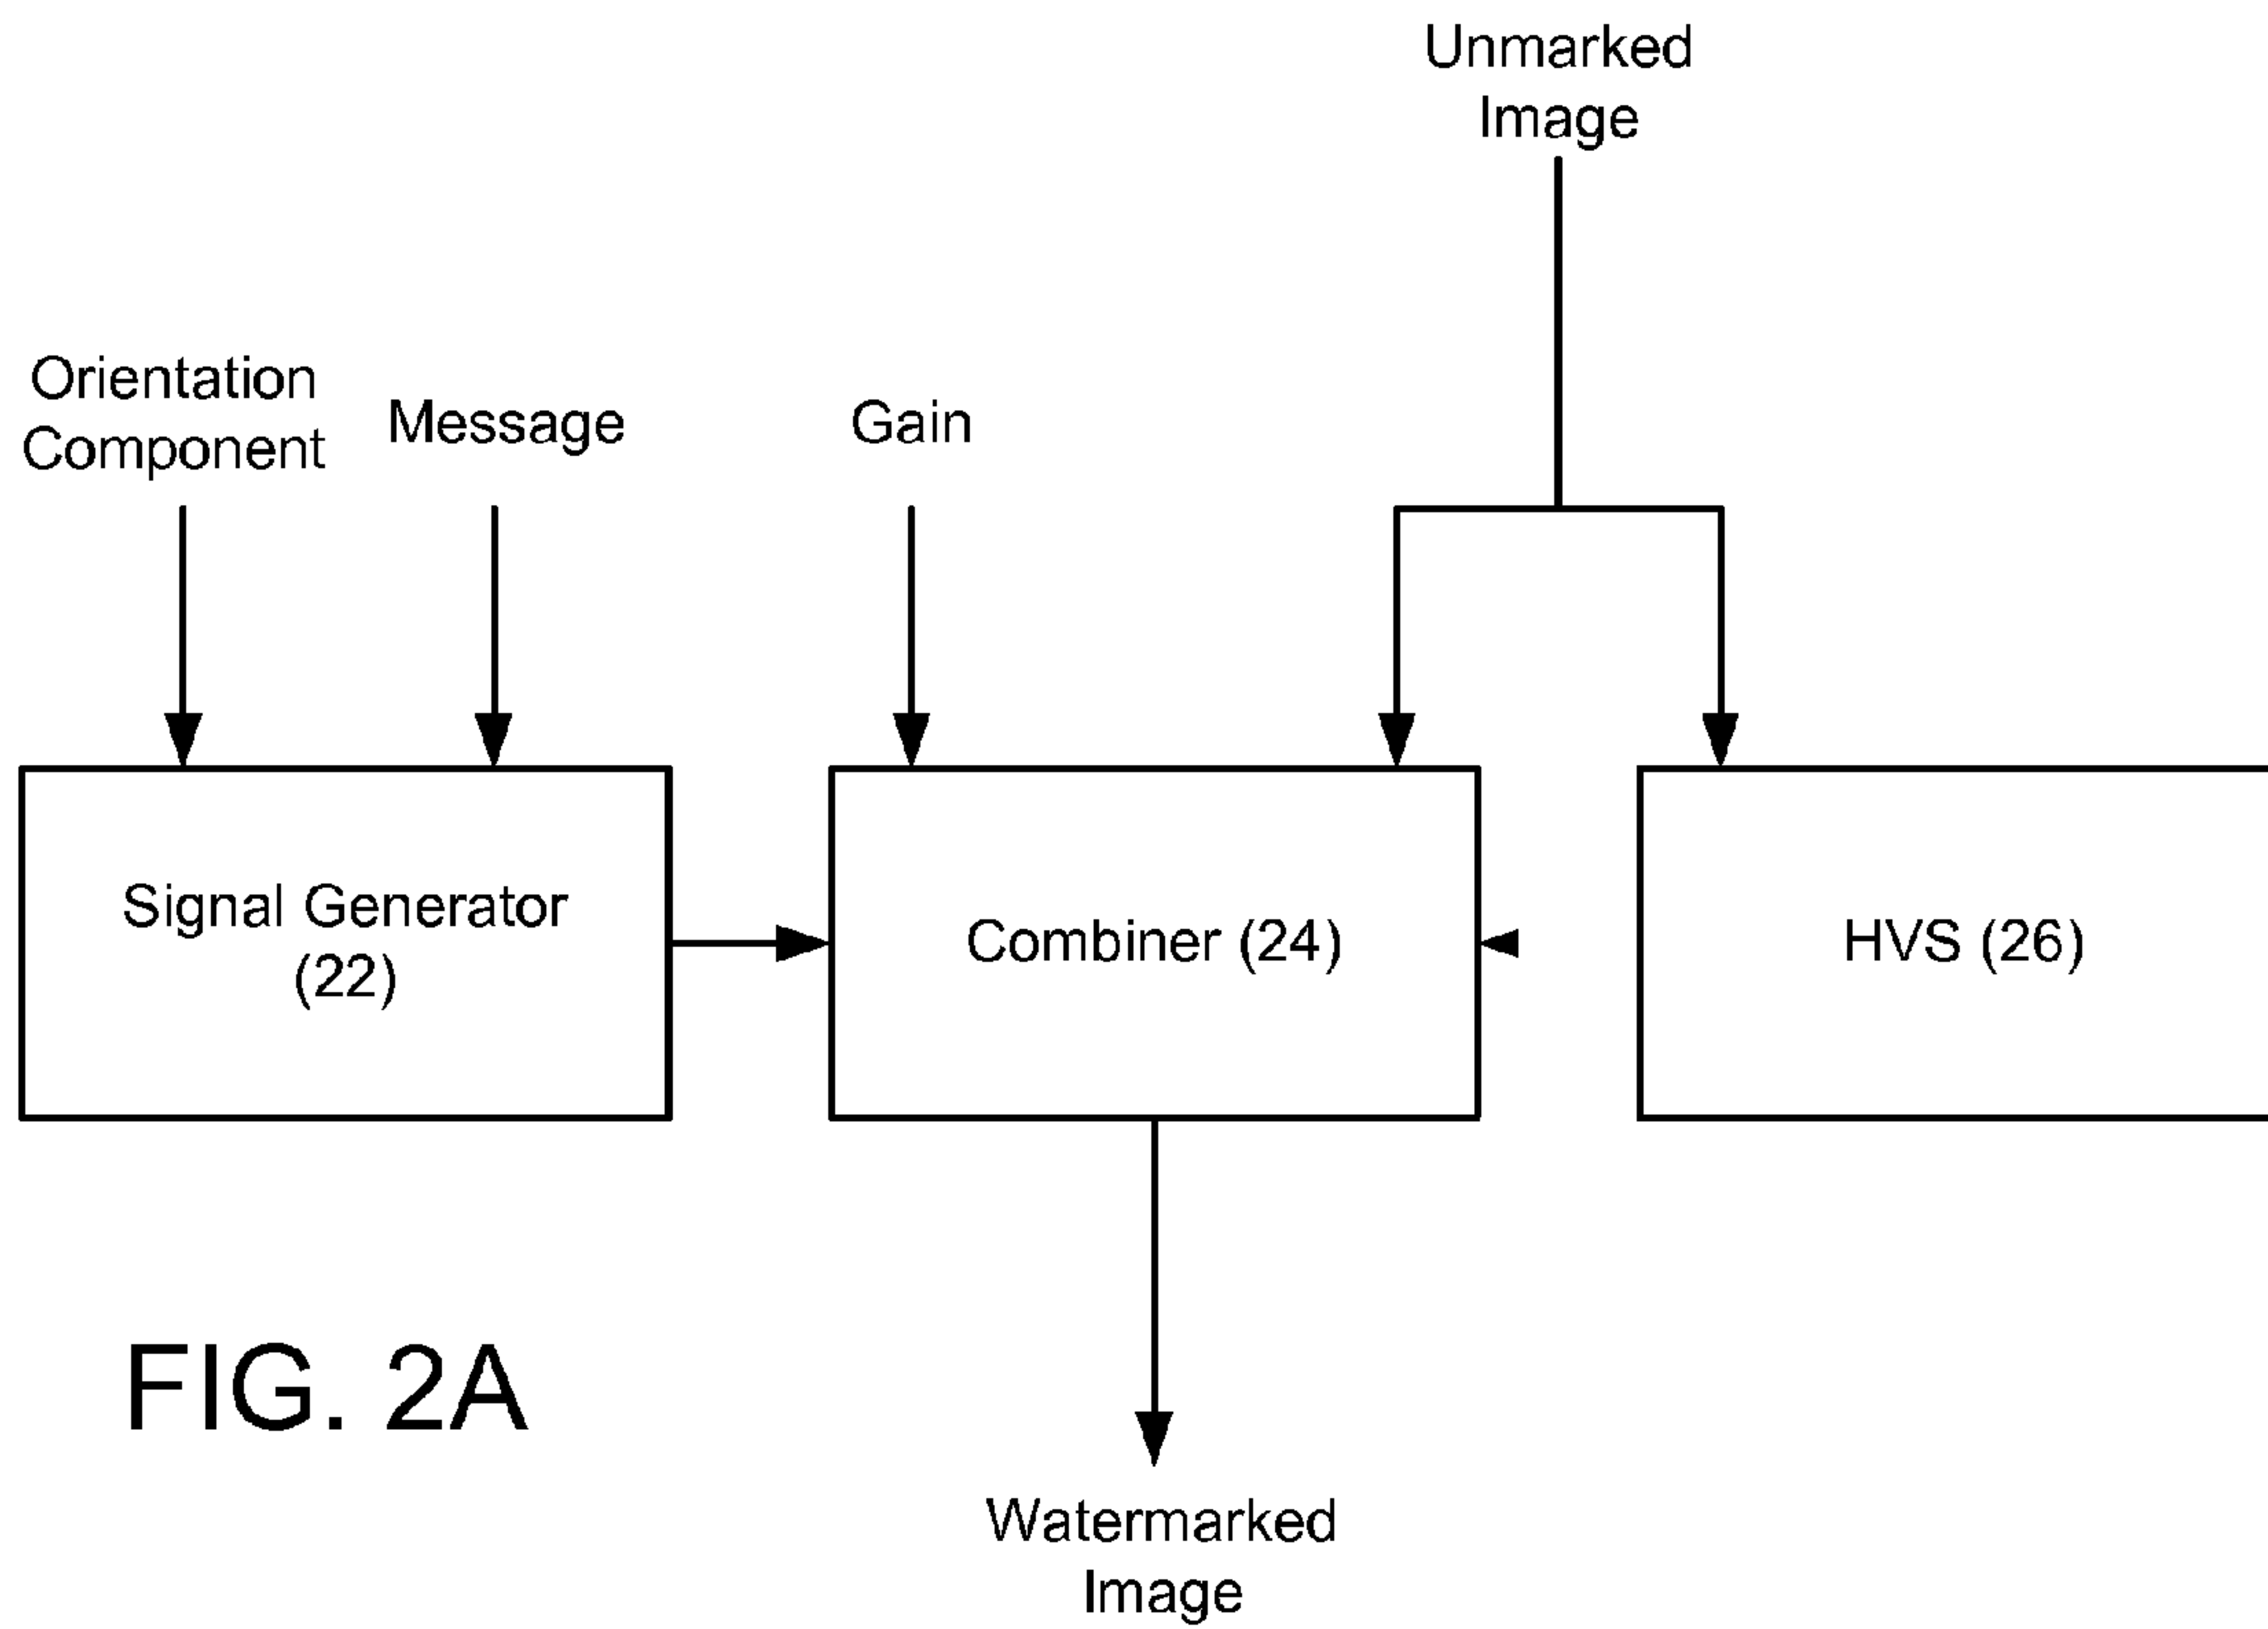 Unmarked
Image
Orientation
Component
Message
Gain
Signal Generator
(22)
Combiner (24)
HVS (26)
FIG. 2A
Watermarked
Image